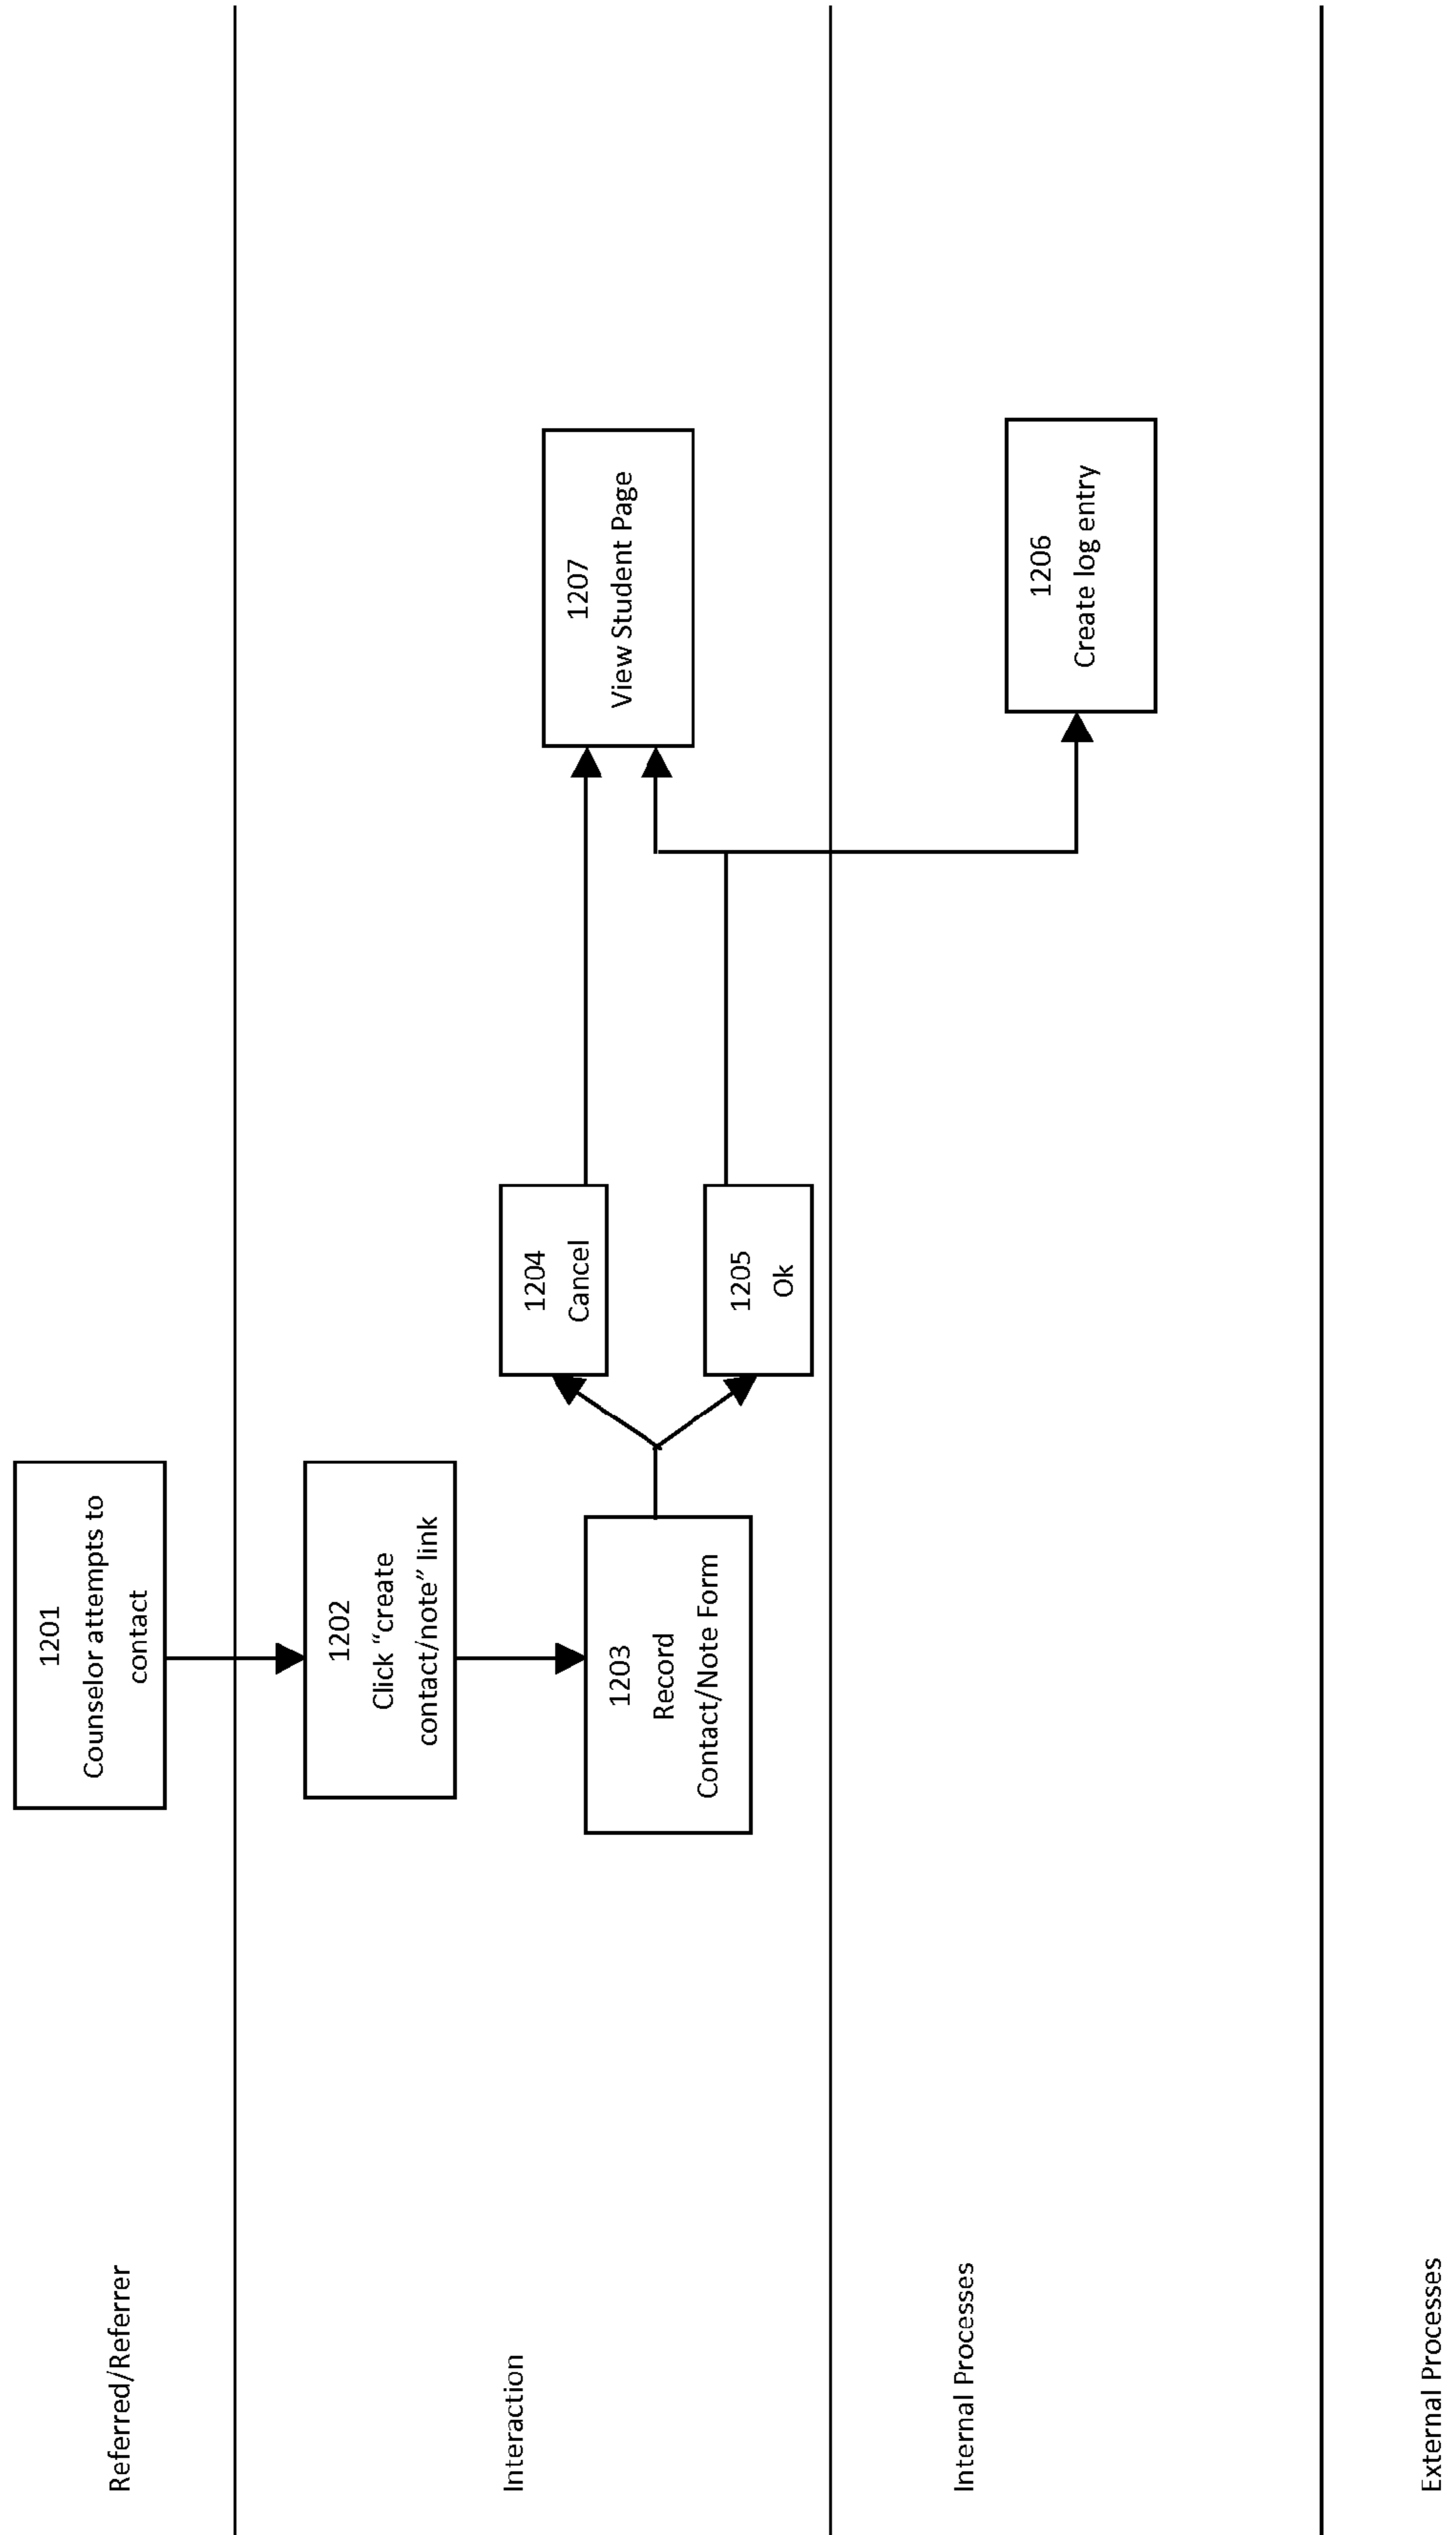 Referred/Referrer
1201
Counselor attempts to
contact
Interaction
1202
Click “create
contact/note” link
1203
Record
Contact/Note Form
1204
Cancel
1205
Ok
1207
View Student Page
Internal Processes
1206
Create log entry
External Processes